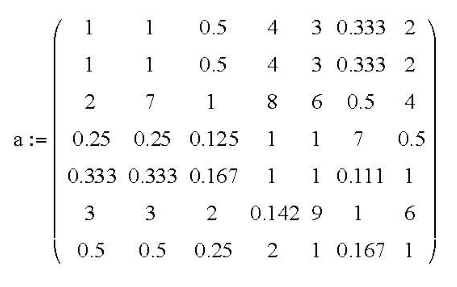 1 1 0.5 4 3 0.333 2
1 1 0.5 4 3 0.333 2
2 7 1 8 6 0.5 4
a := 0.25 0.25 0.125 1 1 7 0.5
0.333 0.333 0.167 1 1 0.111 1
3 3 2 0.142 9 1 6
0.5 0.5 0.25 2 1 0.167 1